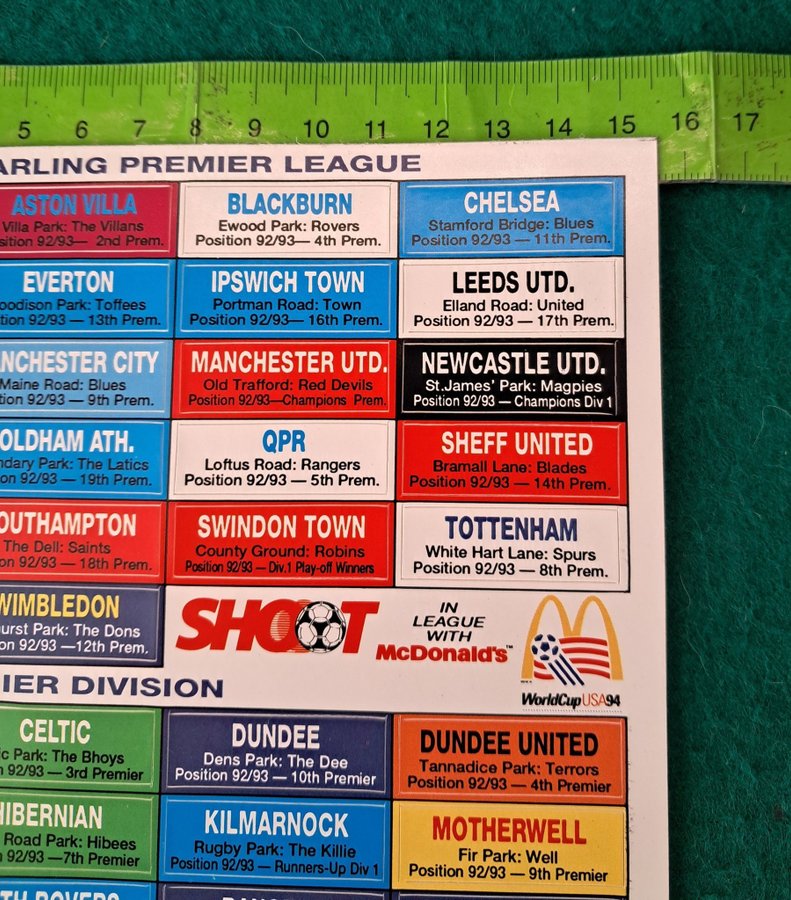 5 6 7 8 9 10 11 12 13 14 15 16 17
ARLING PREMIER LEAGUE
ASTON VILLA
Villa Park: The Villans
sition 92/93— 2nd Prem.
BLACKBURN
Ewood Park: Rovers
Position 92/93— 4th Prem.
CHELSEA
Stamford Bridge: Blues
Position 92/93 — 11th Prem.
EVERTON
oodison Park: Toffees
tion 92/93 — 13th Prem.
IPSWICH TOWN
Portman Road: Town
Position 92/93— 16th Prem.
LEEDS UTD.
Elland Road: United
Position 92/93 — 17th Prem.
NCHESTER CITY
Maine Road: Blues
on 92/93 — 9th Prem.
MANCHESTER UTD.
Old Trafford: Red Devils
Position 92/93—Champions Prem.
NEWCASTLE UTD.
St.James' Park: Magpies
Position 92/93 — Champions Div 1
OLDHAM ATH.
ndary Park: The Latics
on 92/93 — 19th Prem.
QPR
Loftus Road: Rangers
Position 92/93 — 5th Prem.
SHEFF UNITED
Bramall Lane: Blades
Position 92/93 — 14th Prem.
OUTHAMPTON
The Dell: Saints
on 92/93 — 18th Prem.
SWINDON TOWN
County Ground: Robins
Position 92/93 — Div.1 Play-off Winners
TOTTENHAM
White Hart Lane: Spurs
Position 92/93 — 8th Prem.
WIMBLEDON
urst Park: The Dons
on 92/93 —12th Prem.
SHOOT
IN
LEAGUE
WITH
McDonald's™
WorldCupUSA94
IER DIVISION
CELTIC
ic Park: The Bhoys
n 92/93 — 3rd Premier
DUNDEE
Dens Park: The Dee
Position 92/93 — 10th Premier
DUNDEE UNITED
Tannadice Park: Terrors
Position 92/93 — 4th Premier
HIBERNIAN
Road Park: Hibees
92/93 —7th Premier
KILMARNOCK
Rugby Park: The Killie
Position 92/93 — Runners-Up Div 1
MOTHERWELL
Fir Park: Well
Position 92/93 — 9th Premier